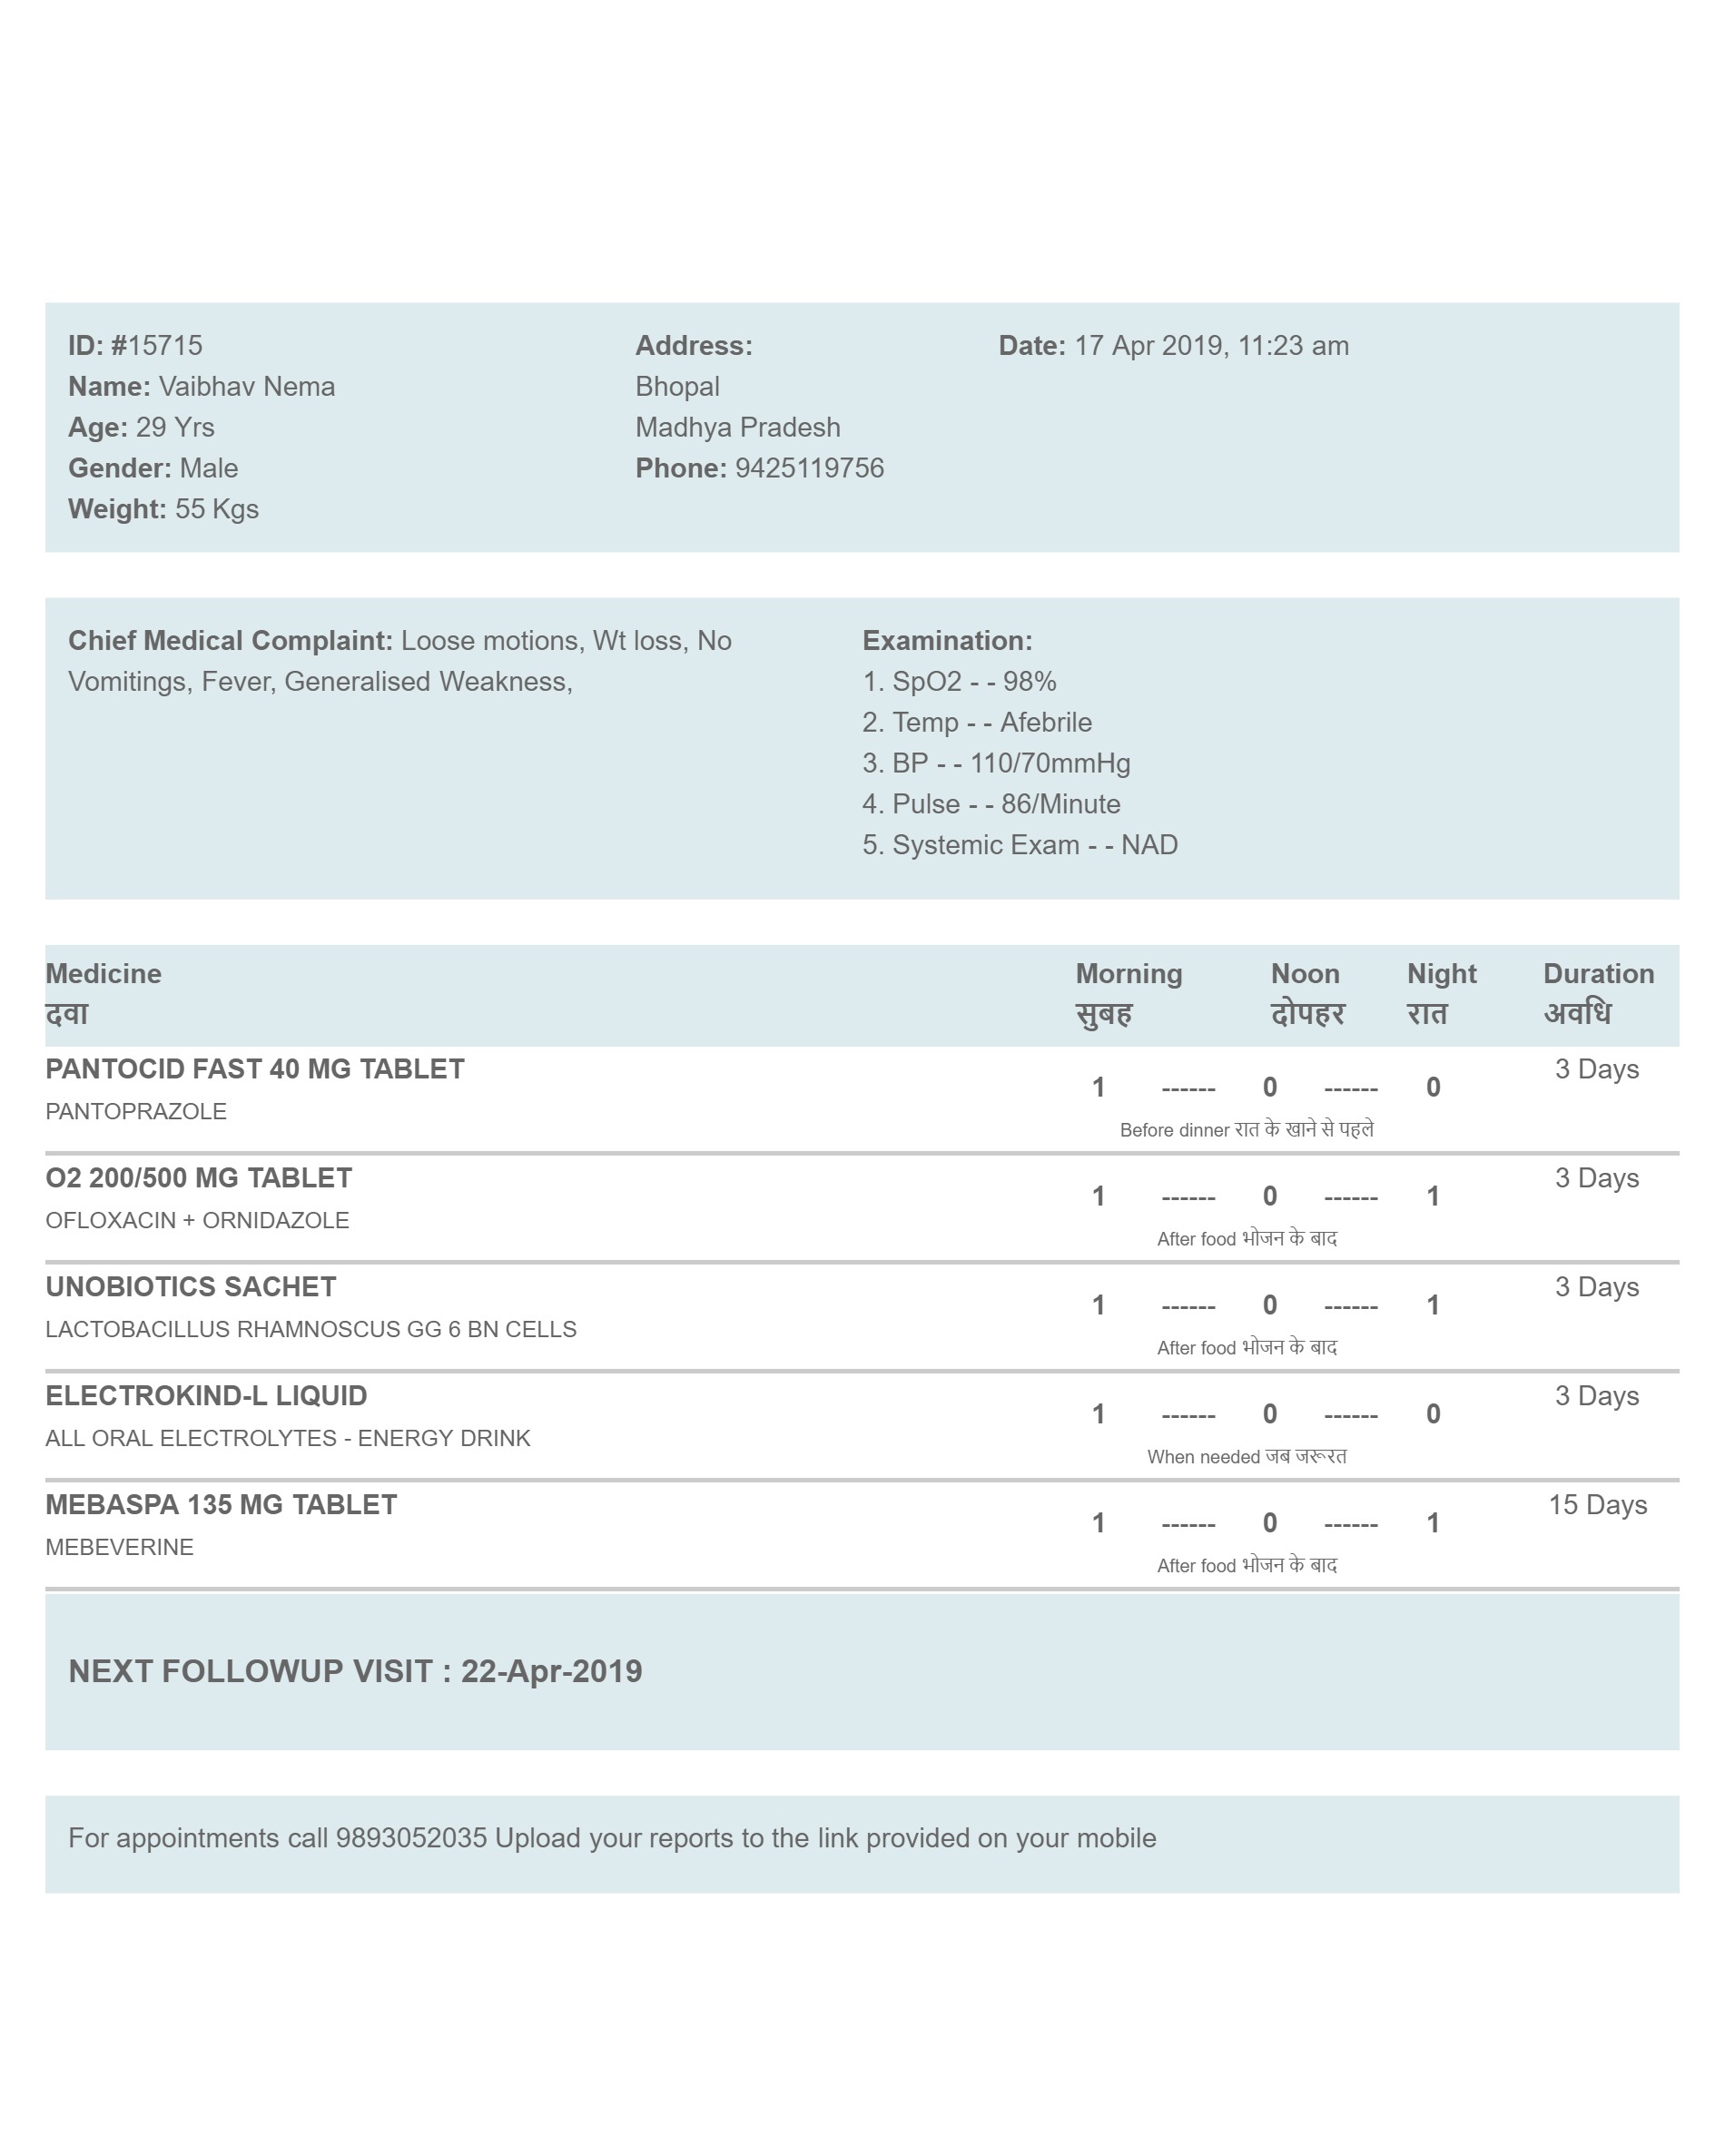 ID: #15715
Name: Vaibhav Nema
Age: 29 Yrs
Gender: Male
Weight: 55 Kgs
Address:
Bhopal
Madhya Pradesh
Phone: 9425119756
Date: 17 Apr 2019, 11:23 am
Chief Medical Complaint: Loose motions, Wt loss, No
Vomitings, Fever, Generalised Weakness,
Examination:
1. SpO2 - - 98%
2. Temp - - Afebrile
3. BP - - 110/70mmHg
4. Pulse - - 86/Minute
5. Systemic Exam - - NAD
Medicine Morning Noon Night Duration
दवा सुबह दोपहर रात अवधि
PANTOCID FAST 40 MG TABLET 3 Days
1 ------ 0 ------ 0
PANTOPRAZOLE
Before dinner रात के खाने से पहले
O2 200/500 MG TABLET 3 Days
1 ------ 0 ------ 1
OFLOXACIN + ORNIDAZOLE
After food भोजन के बाद
UNOBIOTICS SACHET 3 Days
1 ------ 0 ------ 1
LACTOBACILLUS RHAMNOSCUS GG 6 BN CELLS
After food भोजन के बाद
ELECTROKIND-L LIQUID 3 Days
1 ------ 0 ------ 0
ALL ORAL ELECTROLYTES - ENERGY DRINK
When needed जब जरूरत
MEBASPA 135 MG TABLET 15 Days
1 ------ 0 ------ 1
MEBEVERINE
After food भोजन के बाद
NEXT FOLLOWUP VISIT : 22-Apr-2019
For appointments call 9893052035 Upload your reports to the link provided on your mobile